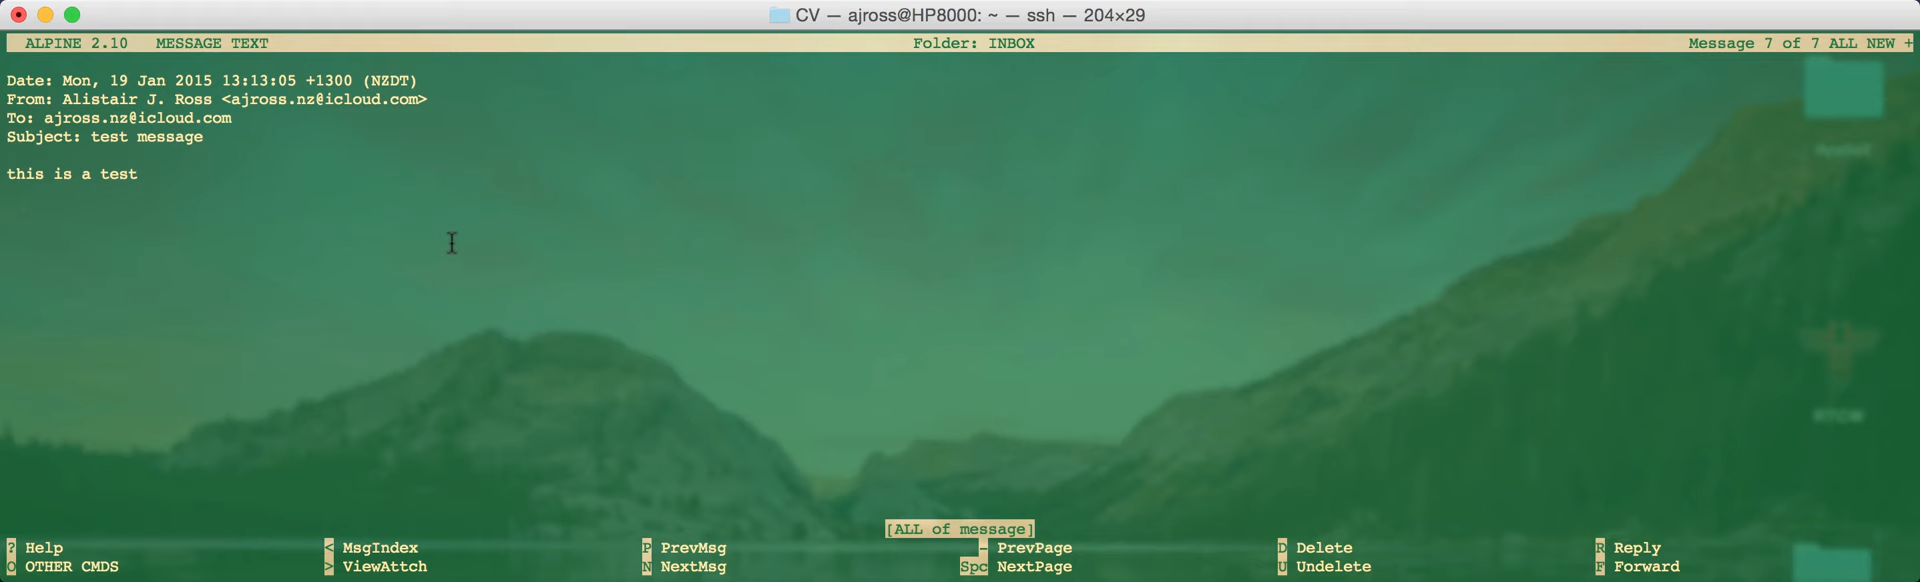 CV — ajross@HP8000: ~ — ssh — 204×29
ALPINE 2.10 MESSAGE TEXT Folder: INBOX Message 7 of 7 ALL NEW +
Date: Mon, 19 Jan 2015 13:13:05 +1300 (NZDT)
From: Alistair J. Ross <ajross.nz@icloud.com>
To: ajross.nz@icloud.com
Subject: test message
this is a test
[ALL of message]
? Help < MsgIndex P PrevMsg - PrevPage D Delete R Reply
O OTHER CMDS > ViewAttch N NextMsg Spc NextPage U Undelete F Forward